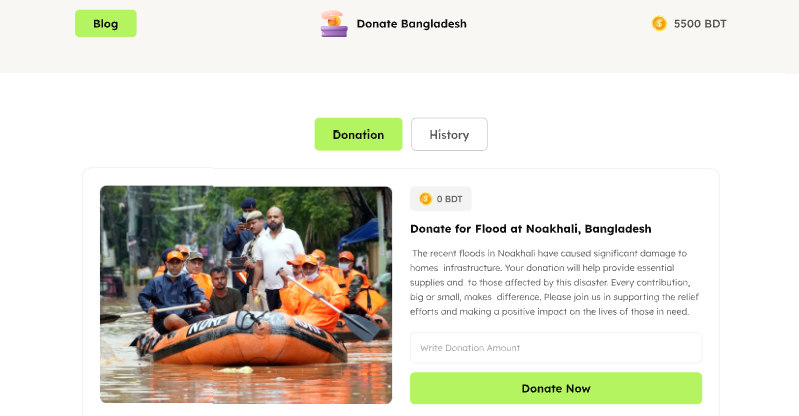 Blog
Donate Bangladesh
5500 BDT
Donation
History
0 BDT
Donate for Flood at Noakhali, Bangladesh
The recent floods in Noakhali have caused significant damage to
homes infrastructure. Your donation will help provide essential
supplies and to those affected by this disaster. Every contribution,
big or small, makes difference. Please join us in supporting the relief
efforts and making a positive impact on the lives of those in need.
Write Donation Amount
Donate Now
NDRF